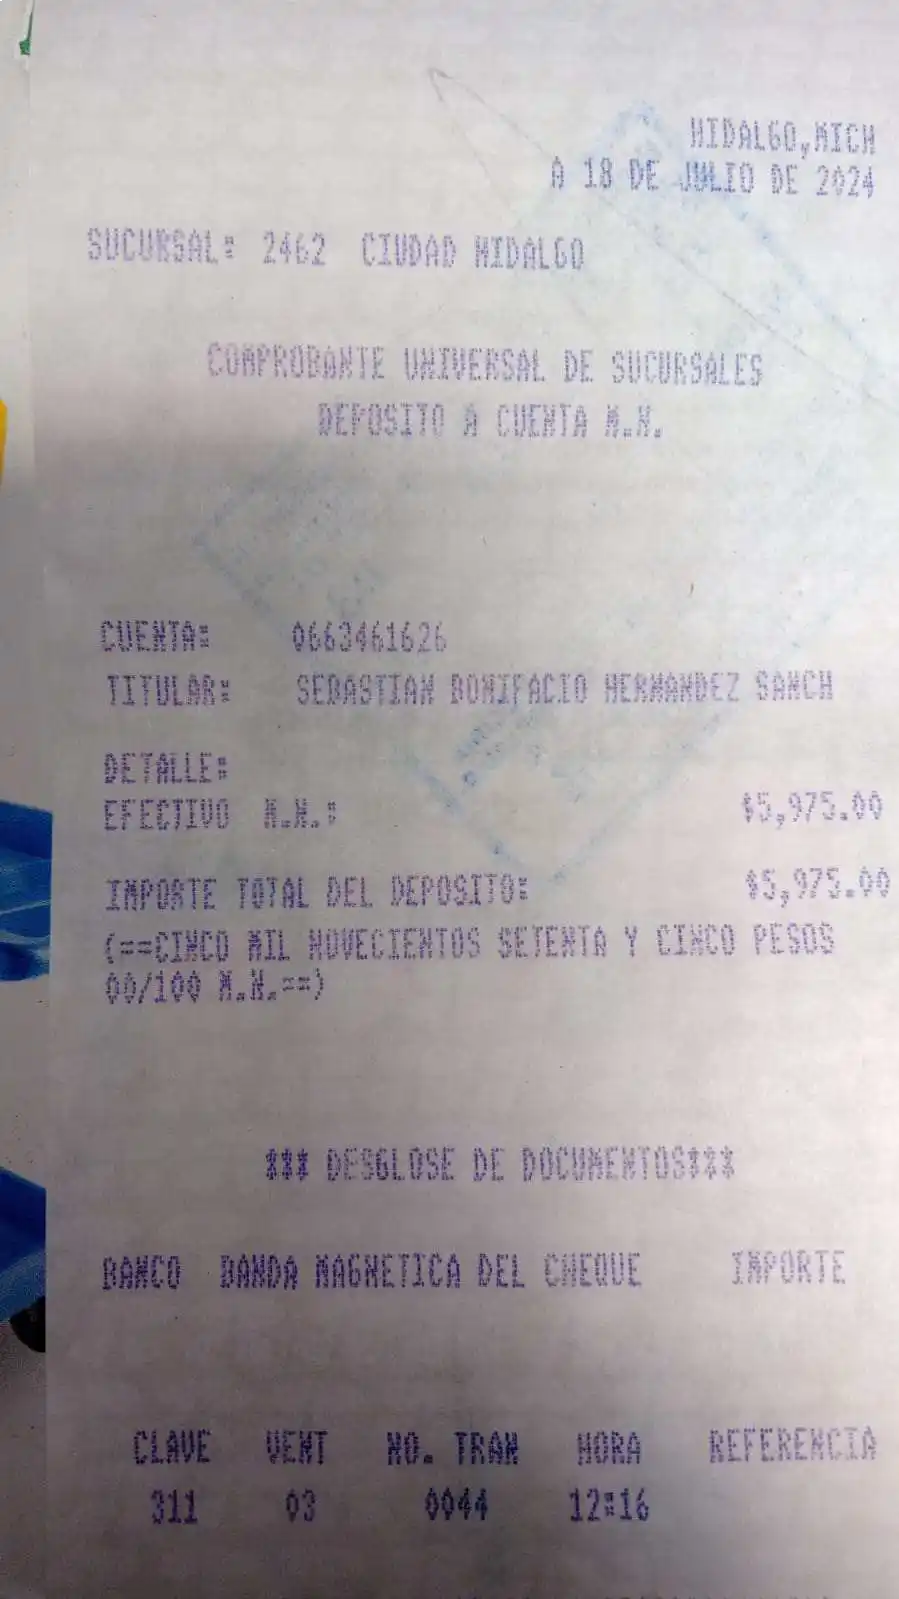 HIDALGO,MICH
A 18 DE JULIO DE 2024
SUCURSAL: 2462 CIUDAD HIDALGO
COMPROBANTE UNIVERSAL DE SUCURSALES
DEPOSITO A CUENTA M.N.
CUENTA: 0663461626
TITULAR: SEBASTIAN BONIFACIO HERNANDEZ SANCH
DETALLE:
EFECTIVO M.N.: $5,975.00
IMPORTE TOTAL DEL DEPOSITO: $5,975.00
(==CINCO MIL NOVECIENTOS SETENTA Y CINCO PESOS
00/100 M.N.==)
*** DESGLOSE DE DOCUMENTOS***
BANCO BANDA MAGNETICA DEL CHEQUE IMPORTE
CLAVE VENT NO. TRAN HORA REFERENCIA
311 03 0044 12:16